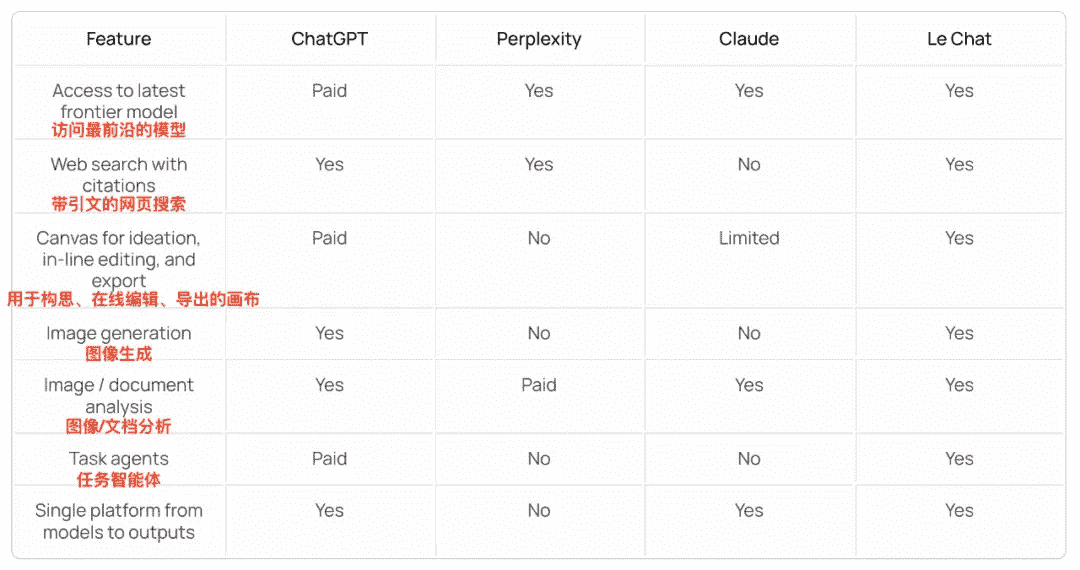 Feature ChatGPT Perplexity Claude Le Chat
Access to latest Paid Yes Yes Yes
frontier model
访问最前沿的模型
Web search with Yes Yes No Yes
citations
带引文的网页搜索
Canvas for ideation, Paid No Limited Yes
in-line editing, and
export
用于构思、在线编辑、导出的画布
Image generation Yes No No Yes
图像生成
Image / document Yes Paid Yes Yes
analysis
图像/文档分析
Task agents Paid No No Yes
任务智能体
Single platform from Yes No Yes Yes
models to outputs